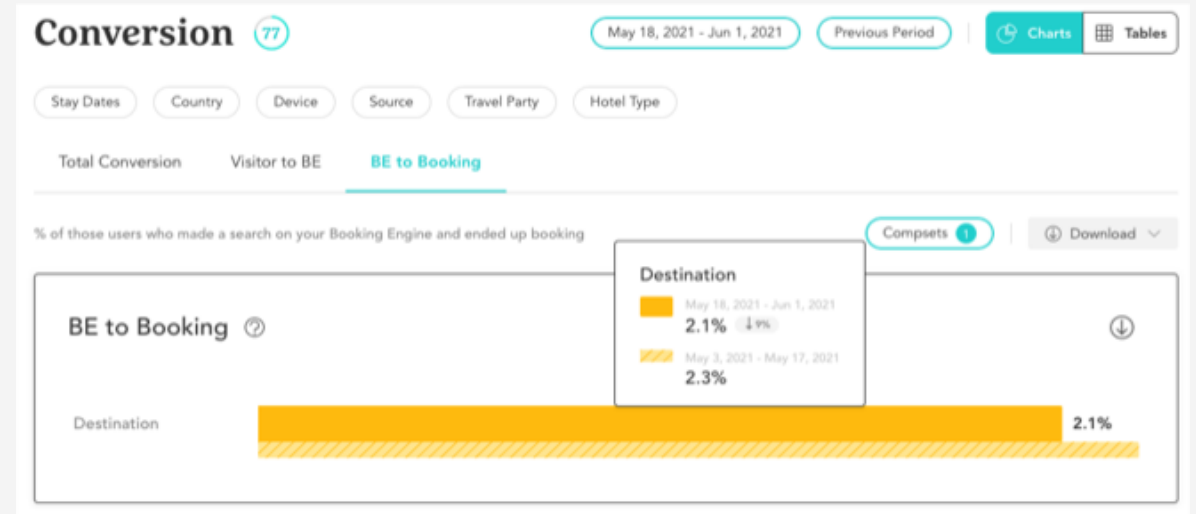 Conversion 77 May 18, 2021 - Jun 1, 2021 Previous Period Charts Tables
Stay Dates Country Device Source Travel Party Hotel Type
Total Conversion Visitor to BE BE to Booking
% of those users who made a search on your Booking Engine and ended up booking Compsets 1 Download
Destination
May 18, 2021 - Jun 1, 2021
2.1% ↓9%
May 3, 2021 - May 17, 2021
2.3%
BE to Booking ?
Destination 2.1%